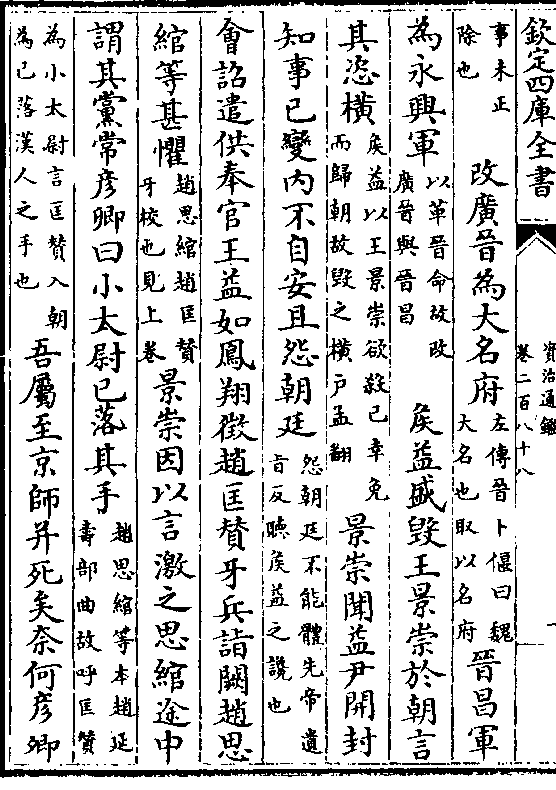 欽定四庫全書
資治通鑑
卷二百八十八
一
事未正除也改廣晉為大名府左傳晉卜偃曰魏大名也取以名府晉昌軍
為永興軍以革晉命故改廣晉與晉昌侯益盛毀王景崇於朝言
其恣橫侯益以王景崇欲殺己幸免而歸朝故毀之橫戶孟翻景崇聞益尹開封
知事已變內不自安且怨朝廷怨朝廷不能體先帝遺旨反聴侯益之讒也
會詔遣供奉官王益如鳳翔徵趙匡贊牙兵詣闕趙思
綰等甚懼趙思綰趙匡贊牙校也見上卷景崇因以言激之思綰途中
謂其黨常彥卿曰小太尉已落其手趙思綰等本趙延壽部曲故呼匡贊
為小太尉言匡贊入朝為已落漢人之手也吾屬至京師并死矣奈何彥卿